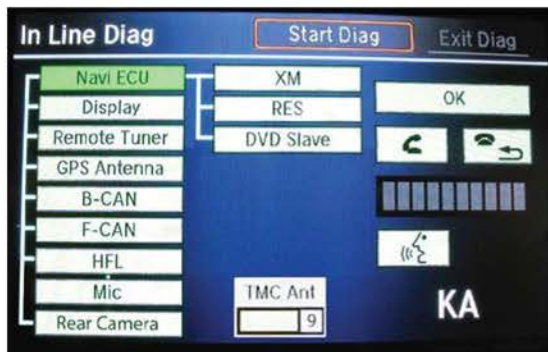 In Line Diag Start Diag Exit Diag
Navi ECU XM
OK
Display RES
Remote Tuner DVD Slave
GPS Antenna
B-CAN
F-CAN
HFL
Mic TMC Ant
KA
Rear Camera 9